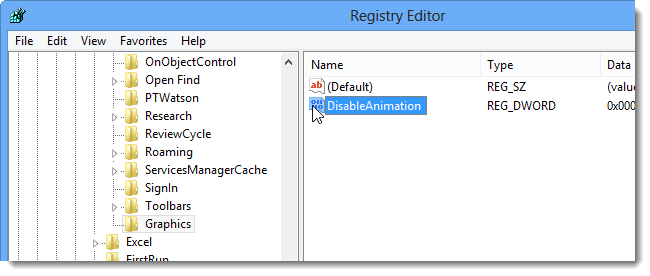 Registry Editor
File Edit View Favorites Help
OnObjectControl
Open Find
PTWatson
Research
ReviewCycle
Roaming
ServicesManagerCache
SignIn
Toolbars
Graphics
Excel
FirstRun
Name Type Data
(Default) REG_SZ (value
DisableAnimation REG_DWORD 0x000